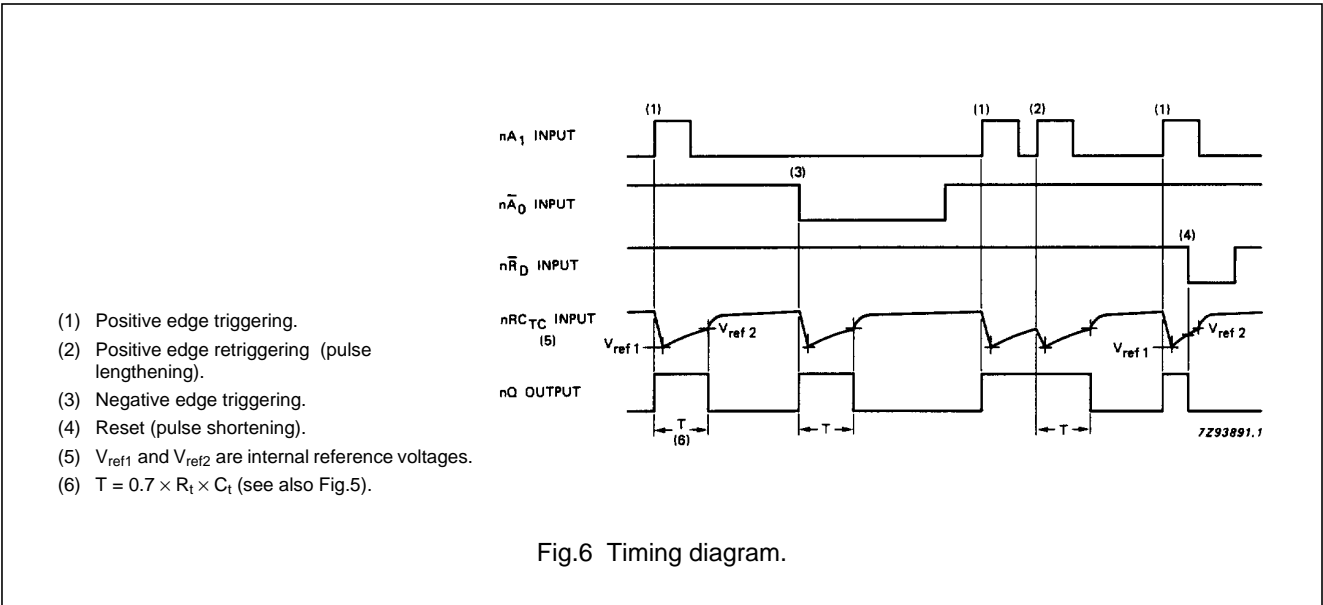 (1) Positive edge triggering.
(2) Positive edge retriggering (pulse
lengthening).
(3) Negative edge triggering.
(4) Reset (pulse shortening).
(5) Vref1 and Vref2 are internal reference voltages.
(6) T = 0.7 × Rt × Ct (see also Fig.5).
(1) (1) (2) (1)
nA1 INPUT
(3)
nA̅0 INPUT
(4)
nR̅D INPUT
nRCTC INPUT
(5)
Vref 1
Vref 2
Vref 1
Vref 2
nQ OUTPUT
T
(6)
T
T
7Z93891.1
Fig.6 Timing diagram.